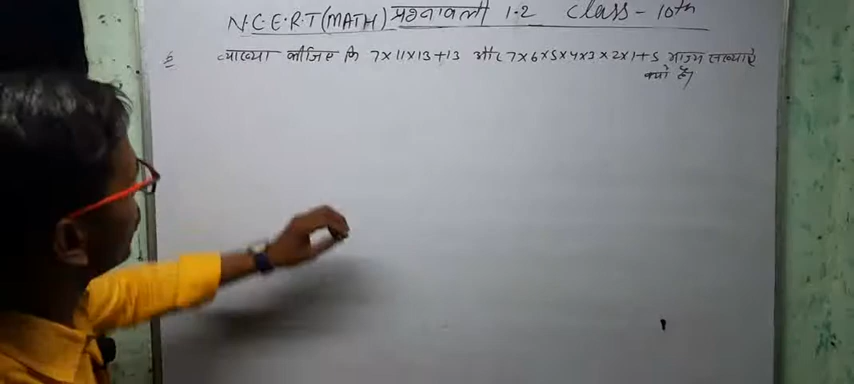 N.C.E.R.T (MATH) प्रश्नावली 1.2 Class - 10th
6 व्याख्या कीजिए कि 7×11×13+13 और 7×6×5×4×3×2×1+5 भाज्य संख्याएं
क्यों है